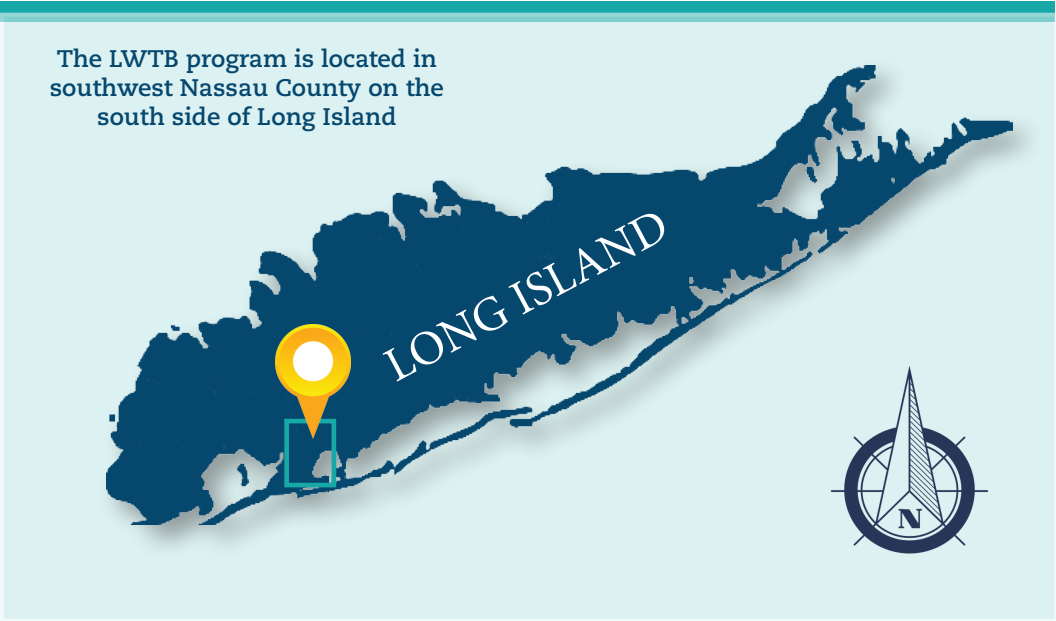 The LWTB program is located in
southwest Nassau County on the
south side of Long Island
LONG ISLAND
N